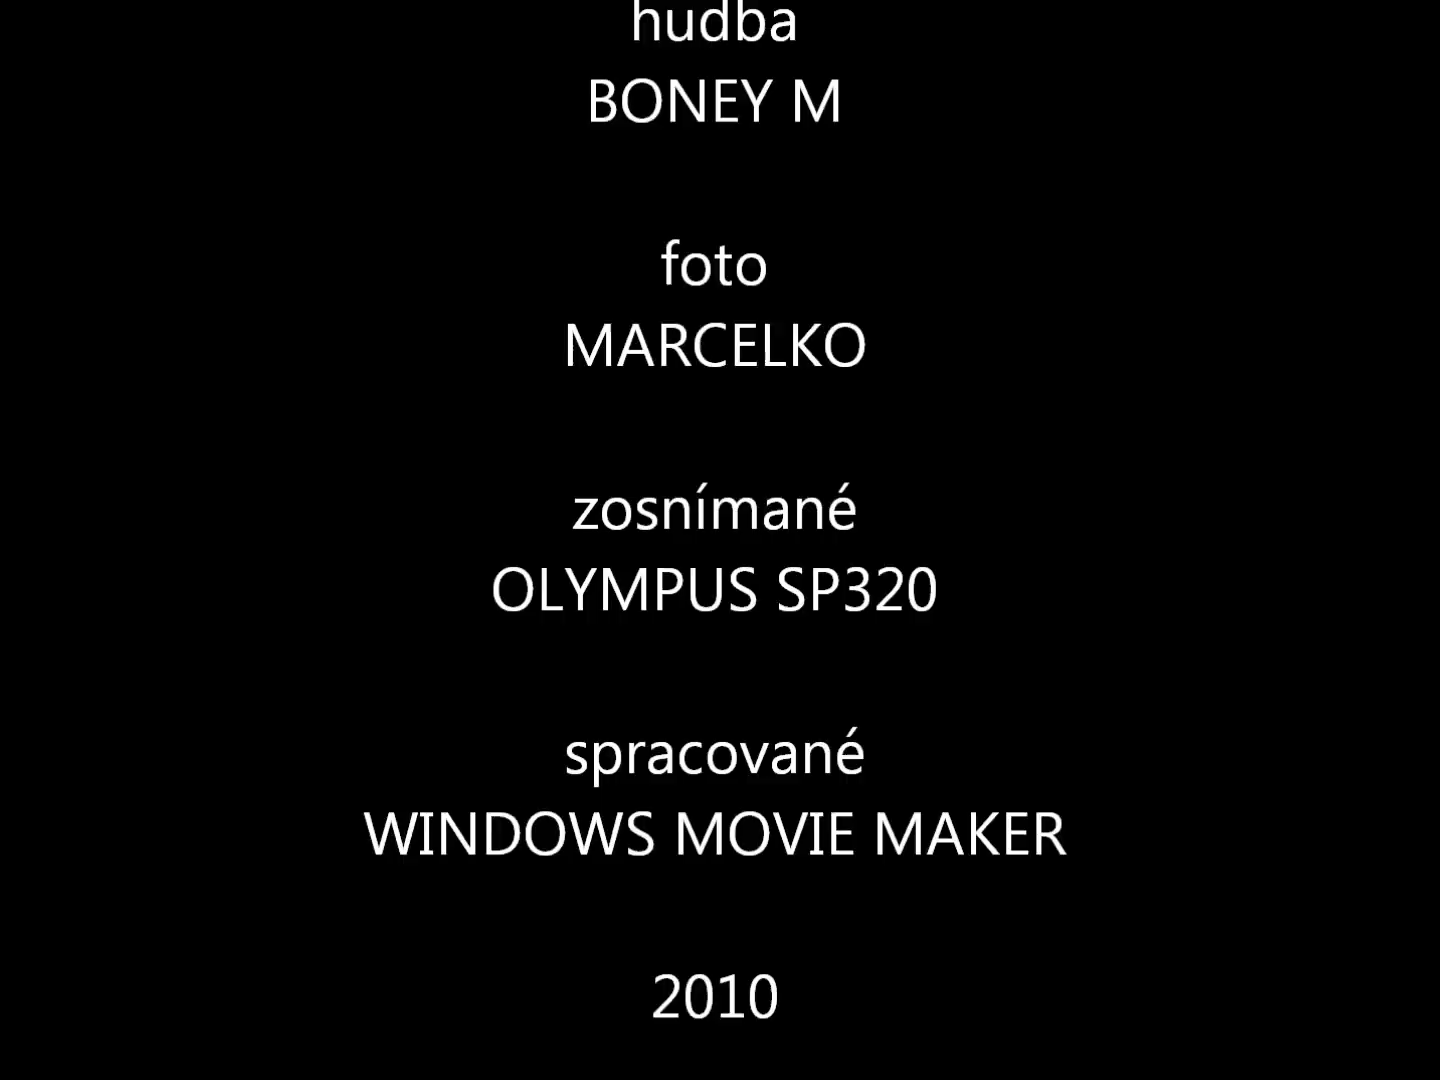 hudba
BONEY M
foto
MARCELKO
zosnímané
OLYMPUS SP320
spracované
WINDOWS MOVIE MAKER
2010